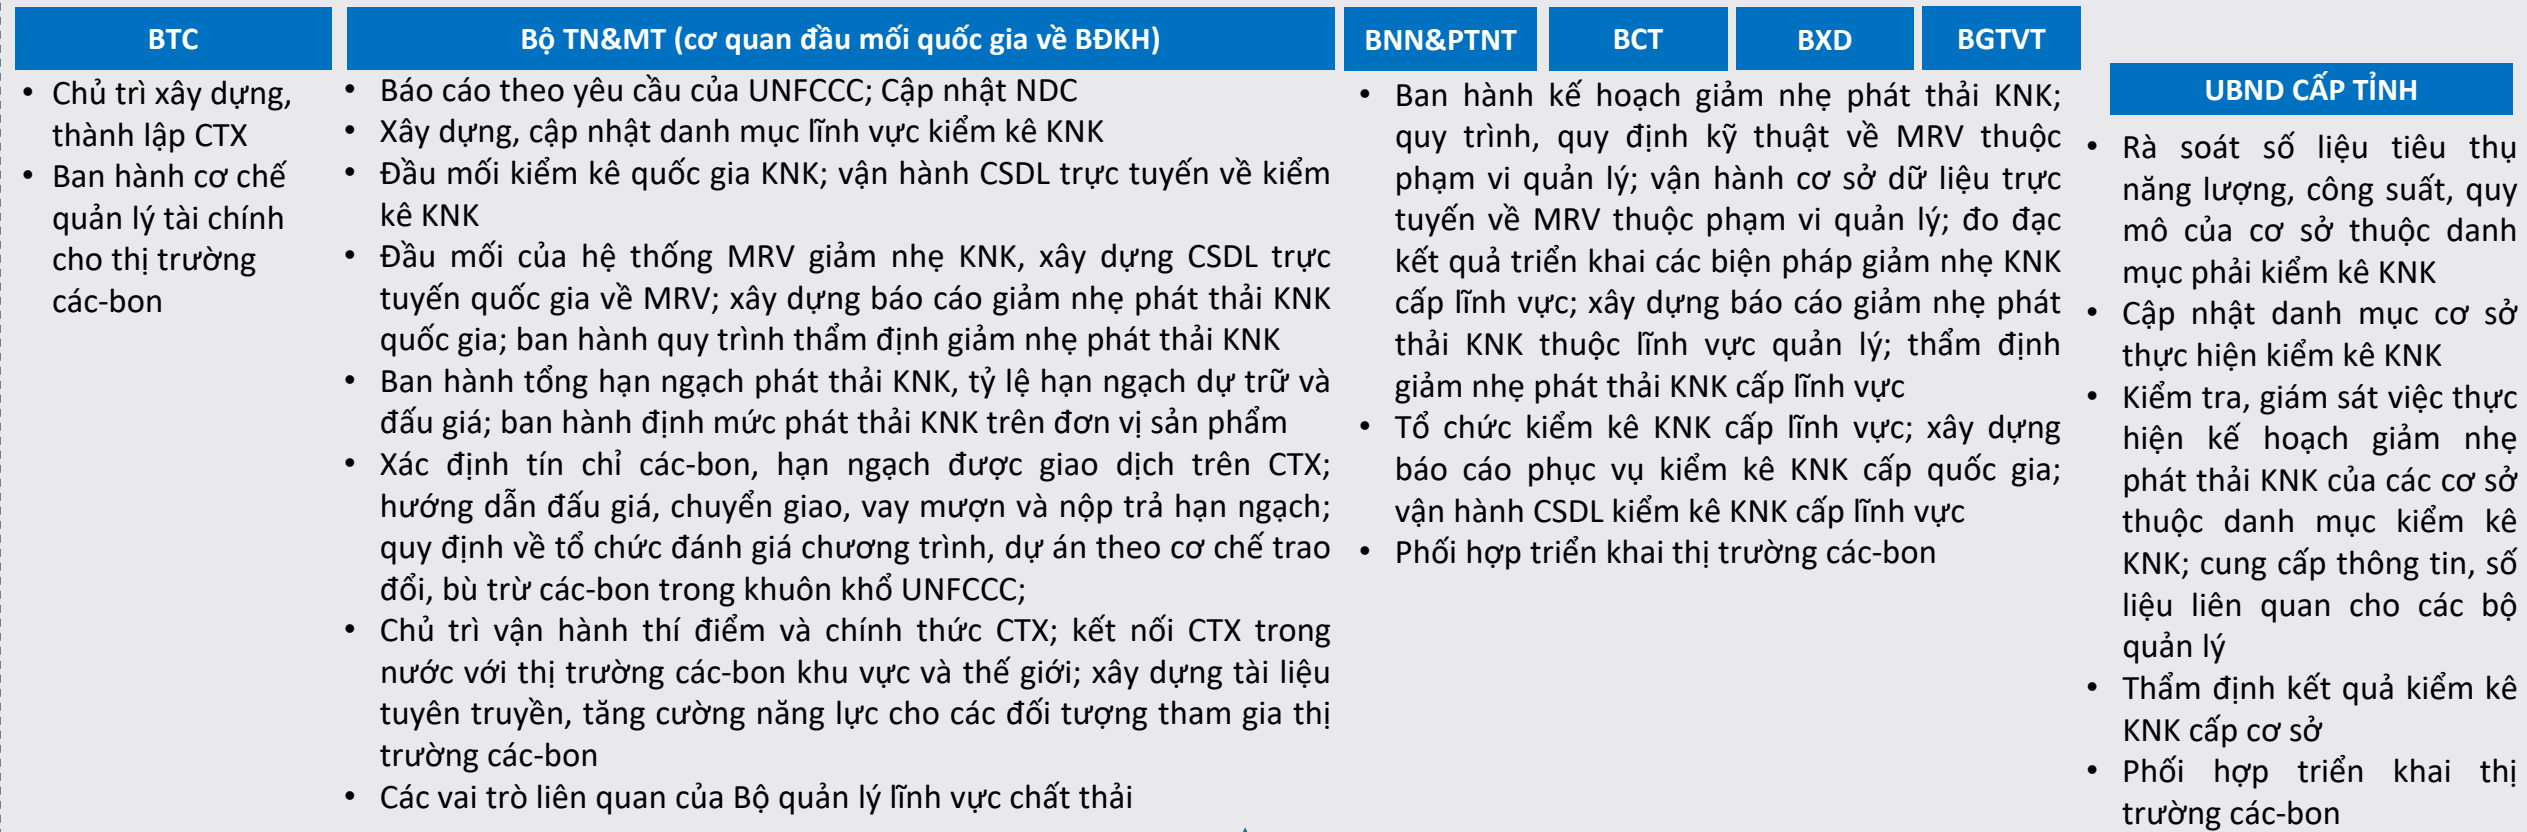 BTC
• Chủ trì xây dựng,
thành lập CTX
• Ban hành cơ chế
quản lý tài chính
cho thị trường
các-bon
Bộ TN&MT (cơ quan đầu mối quốc gia về BĐKH)
• Báo cáo theo yêu cầu của UNFCCC; Cập nhật NDC
• Xây dựng, cập nhật danh mục lĩnh vực kiểm kê KNK
• Đầu mối kiểm kê quốc gia KNK; vận hành CSDL trực tuyến về kiểm
kê KNK
• Đầu mối của hệ thống MRV giảm nhẹ KNK, xây dựng CSDL trực
tuyến quốc gia về MRV; xây dựng báo cáo giảm nhẹ phát thải KNK
quốc gia; ban hành quy trình thẩm định giảm nhẹ phát thải KNK
• Ban hành tổng hạn ngạch phát thải KNK, tỷ lệ hạn ngạch dự trữ và
đấu giá; ban hành định mức phát thải KNK trên đơn vị sản phẩm
• Xác định tín chỉ các-bon, hạn ngạch được giao dịch trên CTX;
hướng dẫn đấu giá, chuyển giao, vay mượn và nộp trả hạn ngạch;
quy định về tổ chức đánh giá chương trình, dự án theo cơ chế trao
đổi, bù trừ các-bon trong khuôn khổ UNFCCC;
• Chủ trì vận hành thí điểm và chính thức CTX; kết nối CTX trong
nước với thị trường các-bon khu vực và thế giới; xây dựng tài liệu
tuyên truyền, tăng cường năng lực cho các đối tượng tham gia thị
trường các-bon
• Các vai trò liên quan của Bộ quản lý lĩnh vực chất thải
BNN&PTNT
BCT
BXD
BGTVT
• Ban hành kế hoạch giảm nhẹ phát thải KNK;
quy trình, quy định kỹ thuật về MRV thuộc
phạm vi quản lý; vận hành cơ sở dữ liệu trực
tuyến về MRV thuộc phạm vi quản lý; đo đạc
kết quả triển khai các biện pháp giảm nhẹ KNK
cấp lĩnh vực; xây dựng báo cáo giảm nhẹ phát
thải KNK thuộc lĩnh vực quản lý; thẩm định
giảm nhẹ phát thải KNK cấp lĩnh vực
• Tổ chức kiểm kê KNK cấp lĩnh vực; xây dựng
báo cáo phục vụ kiểm kê KNK cấp quốc gia;
vận hành CSDL kiểm kê KNK cấp lĩnh vực
• Phối hợp triển khai thị trường các-bon
UBND CẤP TỈNH
• Rà soát số liệu tiêu thụ
năng lượng, công suất, quy
mô của cơ sở thuộc danh
mục phải kiểm kê KNK
• Cập nhật danh mục cơ sở
thực hiện kiểm kê KNK
• Kiểm tra, giám sát việc thực
hiện kế hoạch giảm nhẹ
phát thải KNK của các cơ sở
thuộc danh mục kiểm kê
KNK; cung cấp thông tin, số
liệu liên quan cho các bộ
quản lý
• Thẩm định kết quả kiểm kê
KNK cấp cơ sở
• Phối hợp triển khai thị
trường các-bon